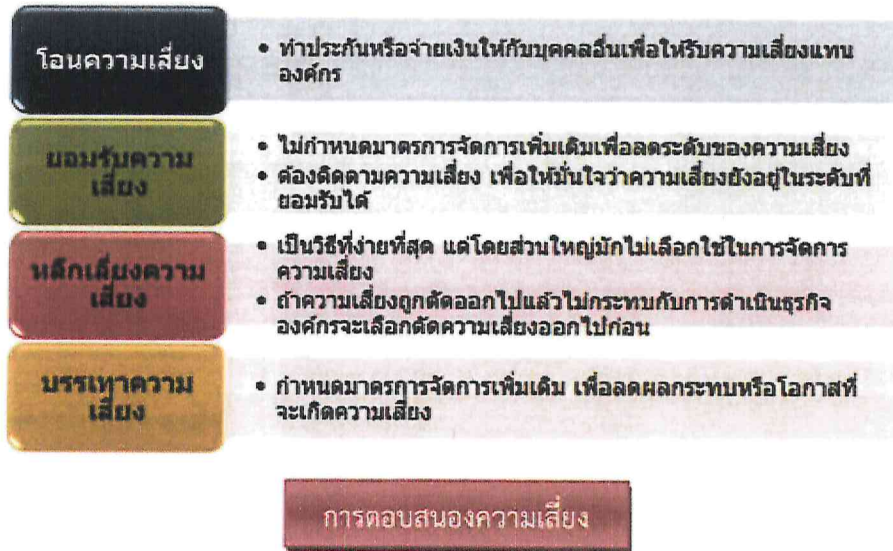 โอนความเสี่ยง
• ทำประกันหรือจ่ายเงินให้กับบุคคลอื่นเพื่อให้รับความเสี่ยงแทน
องค์กร
ยอมรับความ
เสี่ยง
• ไม่กำหนดมาตรการจัดการเพิ่มเติมเพื่อลดระดับของความเสี่ยง
• ต้องติดตามความเสี่ยง เพื่อให้มั่นใจว่าความเสี่ยงยังอยู่ในระดับที่
ยอมรับได้
หลีกเลี่ยงความ
เสี่ยง
• เป็นวิธีที่ง่ายที่สุด แต่โดยส่วนใหญ่มักไม่เลือกใช้ในการจัดการ
ความเสี่ยง
• ถ้าความเสี่ยงถูกตัดออกไปแล้วไม่กระทบกับการดำเนินธุรกิจ
องค์กรจะเลือกตัดความเสี่ยงออกไปก่อน
บรรเทาความ
เสี่ยง
• กำหนดมาตรการจัดการเพิ่มเติม เพื่อลดผลกระทบหรือโอกาสที่
จะเกิดความเสี่ยง
การตอบสนองความเสี่ยง